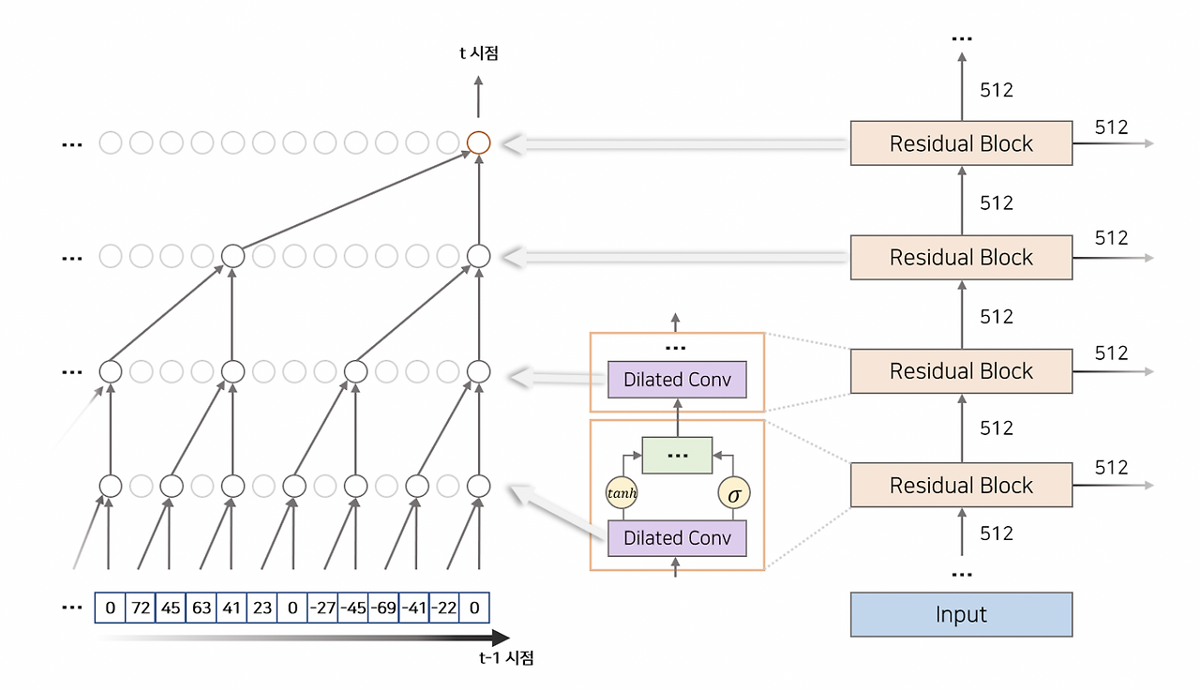 t 시점
...
...
...
...
... 0 72 45 63 41 23 0 -27 -45 -69 -41 -22 0
t-1 시점
...
Dilated Conv
...
tanh
σ
Dilated Conv
...
512
Residual Block
512
512
Residual Block
512
512
Residual Block
512
512
Residual Block
512
512
...
Input